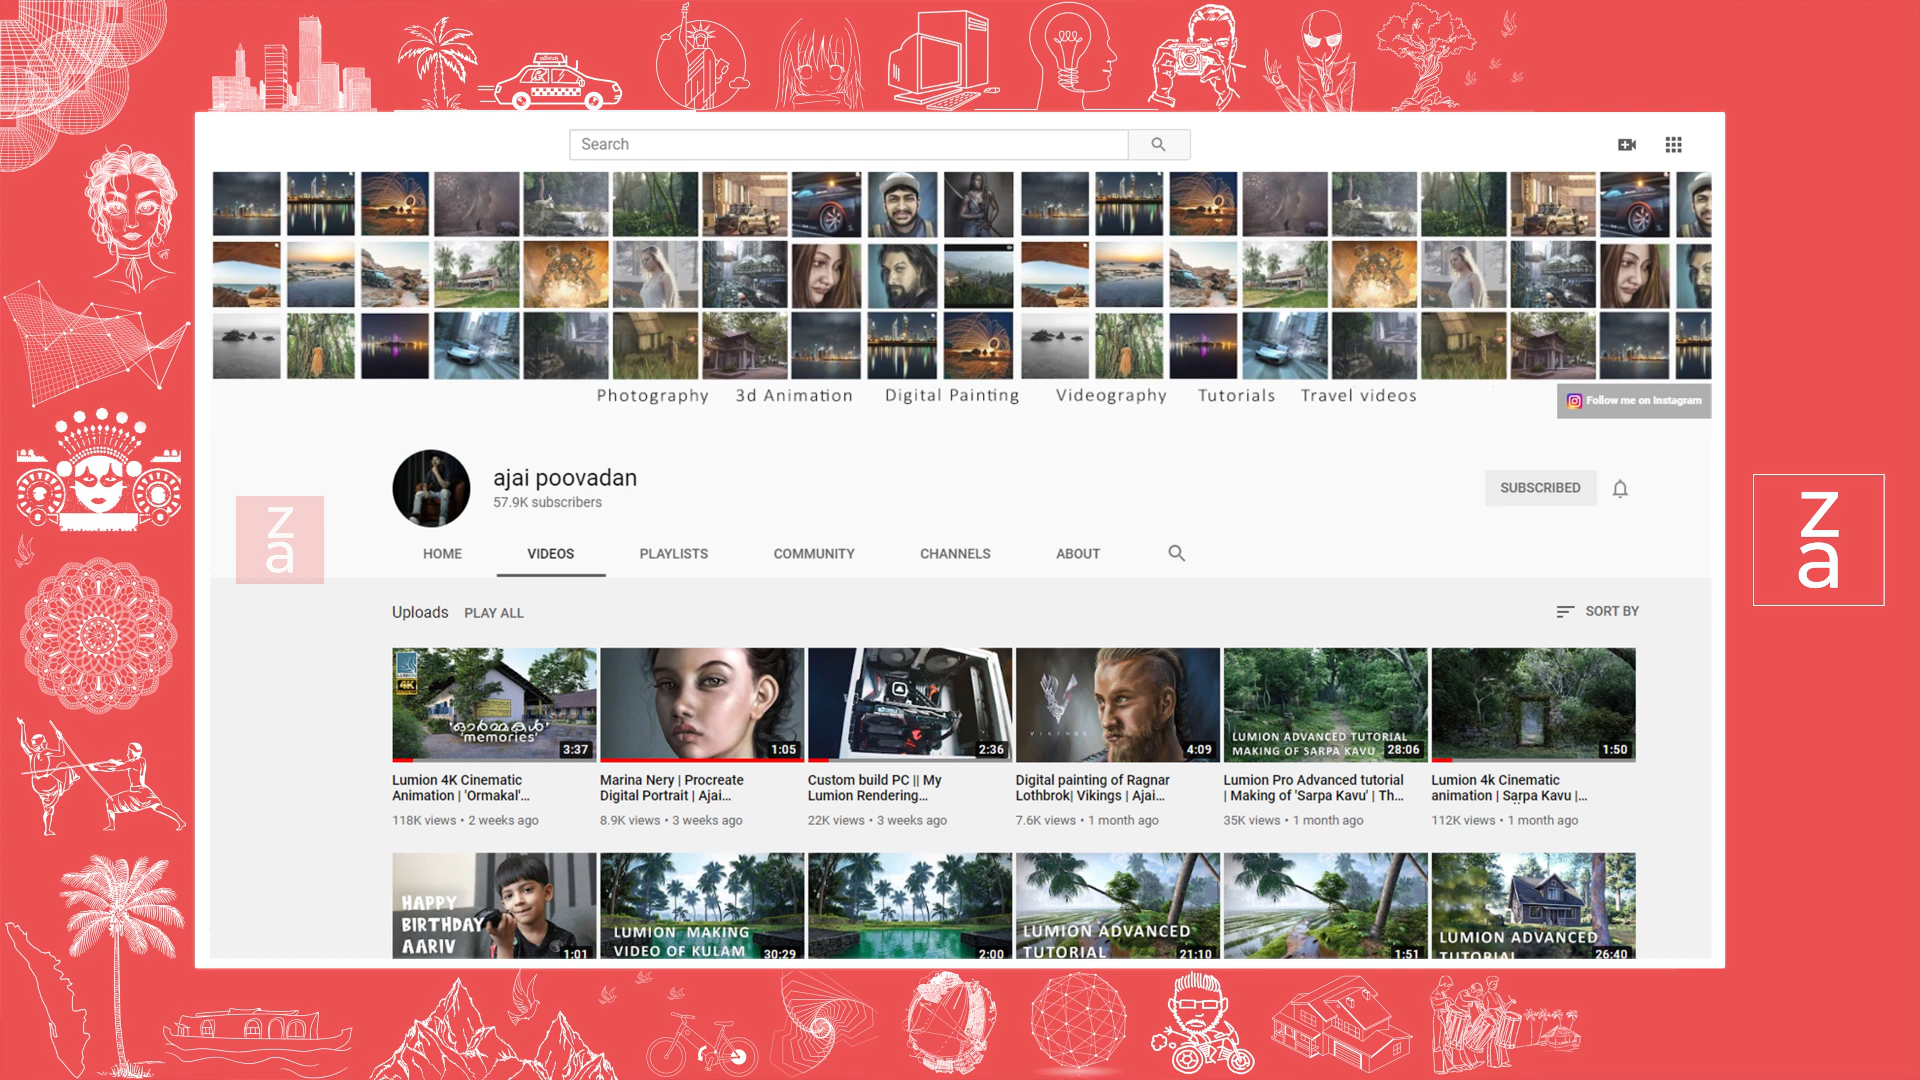 Search
Photography 3d Animation Digital Painting Videography Tutorials Travel videos
Follow me on Instagram
ajai poovadan
57.9K subscribers
SUBSCRIBED
HOME VIDEOS PLAYLISTS COMMUNITY CHANNELS ABOUT
za
za
Uploads PLAY ALL
SORT BY
LUMION
4K
'ഓർമ്മകൾ'
'memories'
3:37
1:05
2:36
VIKINGS
4:09
LUMION ADVANCED TUTORIAL
MAKING OF SARPA KAVU
28:06
1:50
Lumion 4K Cinematic
Animation | 'Ormakal'...
118K views • 2 weeks ago
Marina Nery | Procreate
Digital Portrait | Ajai...
8.9K views • 3 weeks ago
Custom build PC || My
Lumion Rendering...
22K views • 3 weeks ago
Digital painting of Ragnar
Lothbrok| Vikings | Ajai...
7.6K views • 1 month ago
Lumion Pro Advanced tutorial
| Making of 'Sarpa Kavu' | Th...
35K views • 1 month ago
Lumion 4k Cinematic
animation | Sarpa Kavu |...
112K views • 1 month ago
HAPPY
BIRTHDAY
AARIV
1:01
LUMION MAKING
VIDEO OF KULAM
30:29
2:00
LUMION ADVANCED
TUTORIAL
21:10
1:51
LUMION ADVANCED
TUTORIAL
26:40